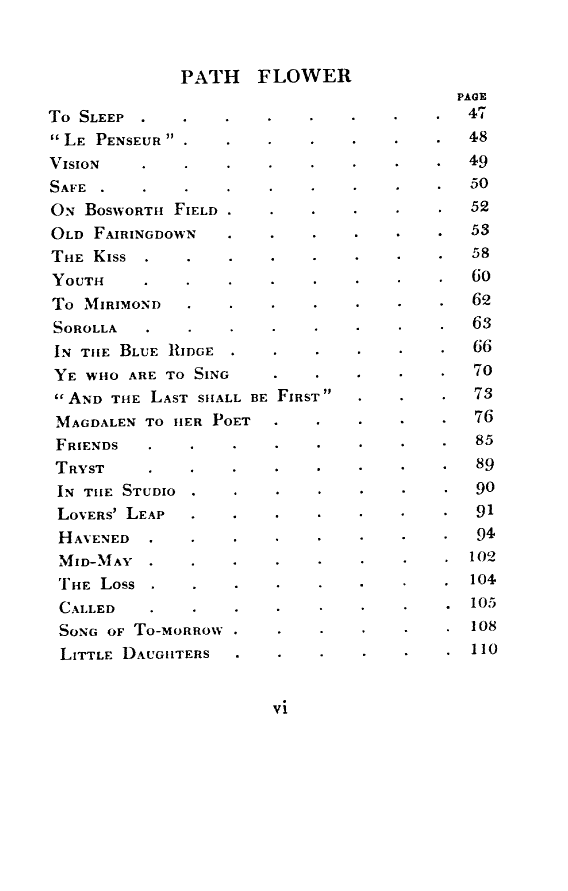 PATH FLOWER
PAGE
To Sleep . . . . . . . . 47
“Le Penseur” . . . . . . . 48
Vision . . . . . . . . 49
Safe . . . . . . . . . 50
On Bosworth Field . . . . . . 52
Old Fairingdown . . . . . . 53
The Kiss . . . . . . . . 58
Youth . . . . . . . . 60
To Mirimond . . . . . . . 62
Sorolla . . . . . . . . 63
In the Blue Ridge . . . . . . 66
Ye who are to Sing . . . . . 70
“And the Last shall be First” . . . 73
Magdalen to her Poet . . . . . 76
Friends . . . . . . . . 85
Tryst . . . . . . . . 89
In the Studio . . . . . . . 90
Lovers’ Leap . . . . . . . 91
Havened . . . . . . . . 94
Mid-May . . . . . . . . 102
The Loss . . . . . . . . 104
Called . . . . . . . . 105
Song of To-morrow . . . . . . 108
Little Daughters . . . . . . 110
vi